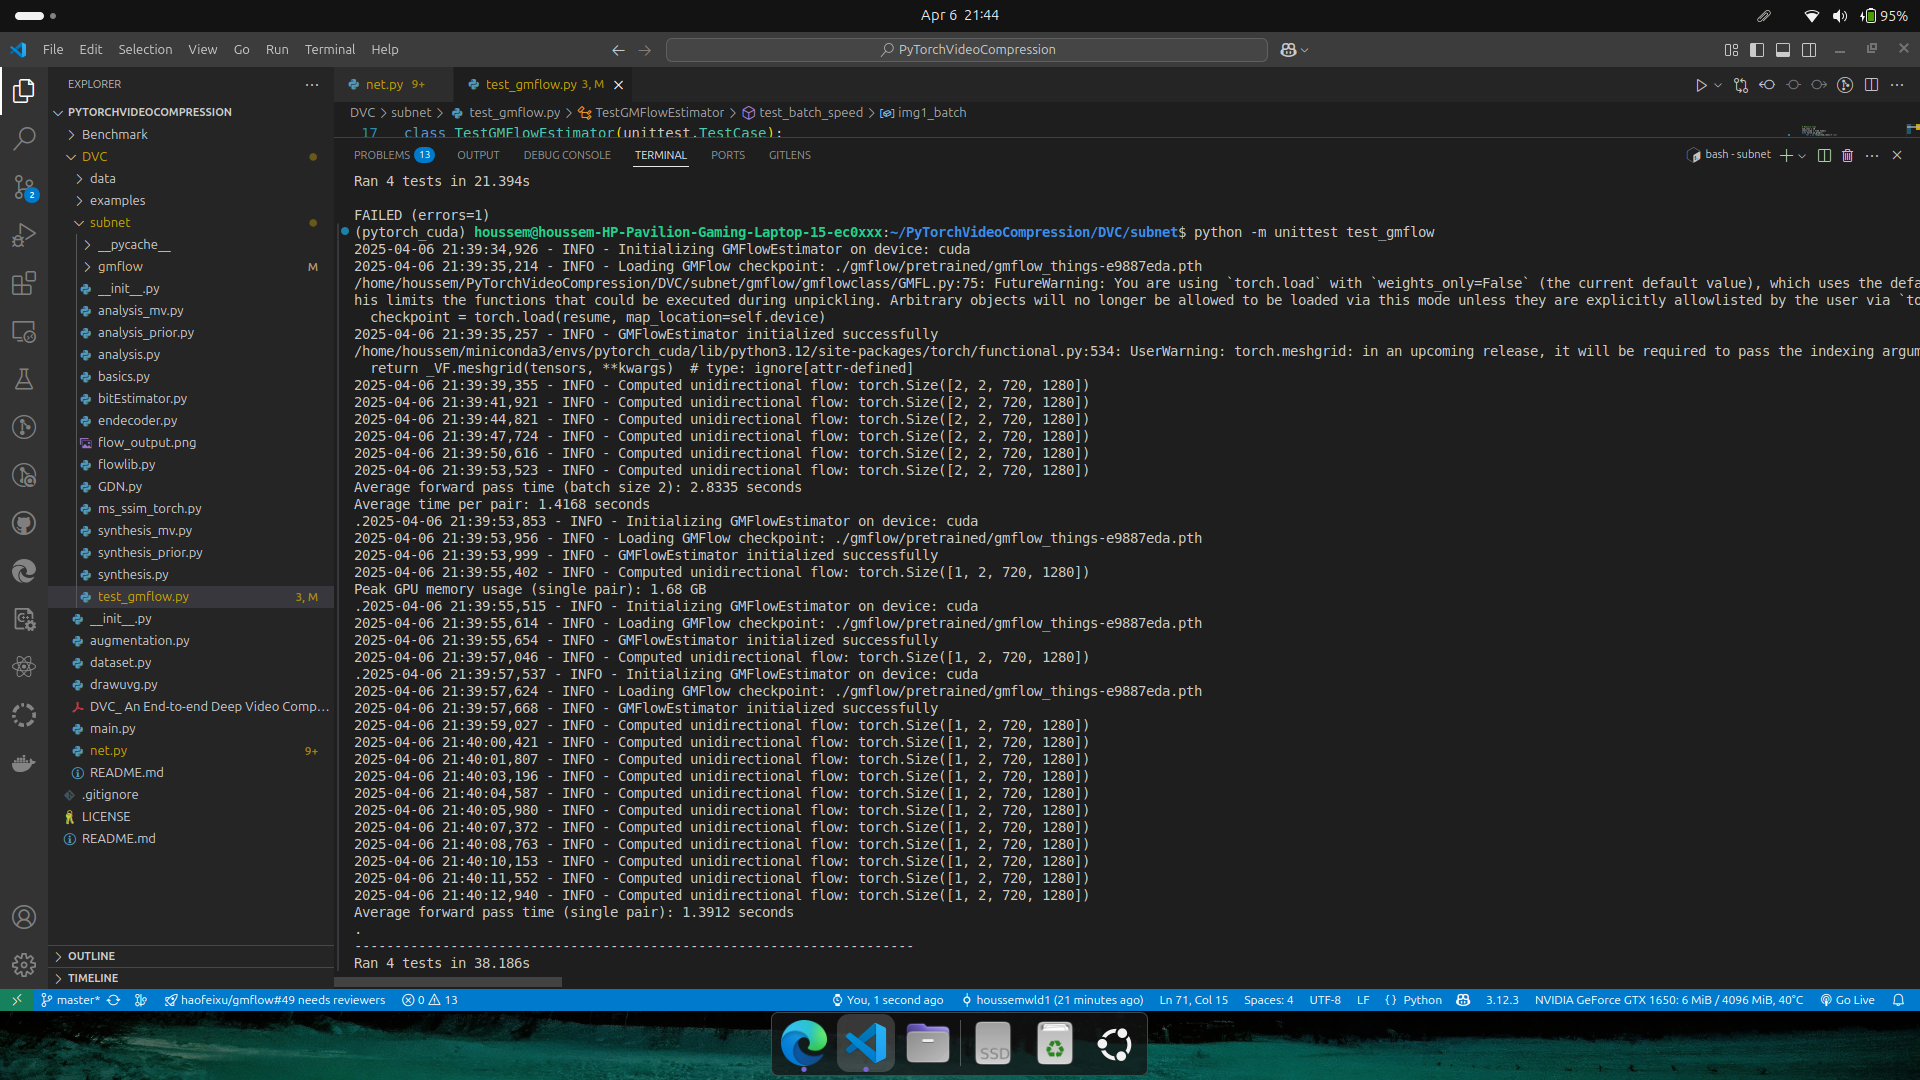 Apr 6 21:44
95%
File Edit Selection View Go Run Terminal Help
PyTorchVideoCompression
EXPLORER
PYTORCHVIDEOCOMPRESSION
Benchmark
DVC
data
examples
subnet
__pycache__
gmflow M
__init__.py
analysis_mv.py
analysis_prior.py
analysis.py
basics.py
bitEstimator.py
endecoder.py
flow_output.png
flowlib.py
GDN.py
ms_ssim_torch.py
synthesis_mv.py
synthesis_prior.py
synthesis.py
test_gmflow.py 3, M
__init__.py
augmentation.py
dataset.py
drawuvg.py
DVC_ An End-to-end Deep Video Comp...
main.py
net.py 9+
README.md
.gitignore
LICENSE
README.md
OUTLINE
TIMELINE
2
net.py 9+ test_gmflow.py 3, M
DVC > subnet > test_gmflow.py > TestGMFlowEstimator > test_batch_speed > img1_batch
17 class TestGMFlowEstimator(unittest.TestCase):
PROBLEMS 13 OUTPUT DEBUG CONSOLE TERMINAL PORTS GITLENS
bash - subnet
Ran 4 tests in 21.394s
FAILED (errors=1)
(pytorch_cuda) houssem@houssem-HP-Pavilion-Gaming-Laptop-15-ec0xxx:~/PyTorchVideoCompression/DVC/subnet$ python -m unittest test_gmflow
2025-04-06 21:39:34,926 - INFO - Initializing GMFlowEstimator on device: cuda
2025-04-06 21:39:35,214 - INFO - Loading GMFlow checkpoint: ./gmflow/pretrained/gmflow_things-e9887eda.pth
/home/houssem/PyTorchVideoCompression/DVC/subnet/gmflow/gmflowclass/GMFL.py:75: FutureWarning: You are using `torch.load` with `weights_only=False` (the current default value), which uses the defa
his limits the functions that could be executed during unpickling. Arbitrary objects will no longer be allowed to be loaded via this mode unless they are explicitly allowlisted by the user via `to
checkpoint = torch.load(resume, map_location=self.device)
2025-04-06 21:39:35,257 - INFO - GMFlowEstimator initialized successfully
/home/houssem/miniconda3/envs/pytorch_cuda/lib/python3.12/site-packages/torch/functional.py:534: UserWarning: torch.meshgrid: in an upcoming release, it will be required to pass the indexing argum
return _VF.meshgrid(tensors, **kwargs)  # type: ignore[attr-defined]
2025-04-06 21:39:39,355 - INFO - Computed unidirectional flow: torch.Size([2, 2, 720, 1280])
2025-04-06 21:39:41,921 - INFO - Computed unidirectional flow: torch.Size([2, 2, 720, 1280])
2025-04-06 21:39:44,821 - INFO - Computed unidirectional flow: torch.Size([2, 2, 720, 1280])
2025-04-06 21:39:47,724 - INFO - Computed unidirectional flow: torch.Size([2, 2, 720, 1280])
2025-04-06 21:39:50,616 - INFO - Computed unidirectional flow: torch.Size([2, 2, 720, 1280])
2025-04-06 21:39:53,523 - INFO - Computed unidirectional flow: torch.Size([2, 2, 720, 1280])
Average forward pass time (batch size 2): 2.8335 seconds
Average time per pair: 1.4168 seconds
.2025-04-06 21:39:53,853 - INFO - Initializing GMFlowEstimator on device: cuda
2025-04-06 21:39:53,956 - INFO - Loading GMFlow checkpoint: ./gmflow/pretrained/gmflow_things-e9887eda.pth
2025-04-06 21:39:53,999 - INFO - GMFlowEstimator initialized successfully
2025-04-06 21:39:55,402 - INFO - Computed unidirectional flow: torch.Size([1, 2, 720, 1280])
Peak GPU memory usage (single pair): 1.68 GB
.2025-04-06 21:39:55,515 - INFO - Initializing GMFlowEstimator on device: cuda
2025-04-06 21:39:55,614 - INFO - Loading GMFlow checkpoint: ./gmflow/pretrained/gmflow_things-e9887eda.pth
2025-04-06 21:39:55,654 - INFO - GMFlowEstimator initialized successfully
2025-04-06 21:39:57,046 - INFO - Computed unidirectional flow: torch.Size([1, 2, 720, 1280])
.2025-04-06 21:39:57,537 - INFO - Initializing GMFlowEstimator on device: cuda
2025-04-06 21:39:57,624 - INFO - Loading GMFlow checkpoint: ./gmflow/pretrained/gmflow_things-e9887eda.pth
2025-04-06 21:39:57,668 - INFO - GMFlowEstimator initialized successfully
2025-04-06 21:39:59,027 - INFO - Computed unidirectional flow: torch.Size([1, 2, 720, 1280])
2025-04-06 21:40:00,421 - INFO - Computed unidirectional flow: torch.Size([1, 2, 720, 1280])
2025-04-06 21:40:01,807 - INFO - Computed unidirectional flow: torch.Size([1, 2, 720, 1280])
2025-04-06 21:40:03,196 - INFO - Computed unidirectional flow: torch.Size([1, 2, 720, 1280])
2025-04-06 21:40:04,587 - INFO - Computed unidirectional flow: torch.Size([1, 2, 720, 1280])
2025-04-06 21:40:05,980 - INFO - Computed unidirectional flow: torch.Size([1, 2, 720, 1280])
2025-04-06 21:40:07,372 - INFO - Computed unidirectional flow: torch.Size([1, 2, 720, 1280])
2025-04-06 21:40:08,763 - INFO - Computed unidirectional flow: torch.Size([1, 2, 720, 1280])
2025-04-06 21:40:10,153 - INFO - Computed unidirectional flow: torch.Size([1, 2, 720, 1280])
2025-04-06 21:40:11,552 - INFO - Computed unidirectional flow: torch.Size([1, 2, 720, 1280])
2025-04-06 21:40:12,940 - INFO - Computed unidirectional flow: torch.Size([1, 2, 720, 1280])
Average forward pass time (single pair): 1.3912 seconds
.
----------------------------------------------------------------------
Ran 4 tests in 38.186s
master* haofeixu/gmflow#49 needs reviewers 0 13 You, 1 second ago houssemwld1 (21 minutes ago) Ln 71, Col 15 Spaces: 4 UTF-8 LF {} Python 3.12.3 NVIDIA GeForce GTX 1650: 6 MiB / 4096 MiB, 40°C Go Live
SSD